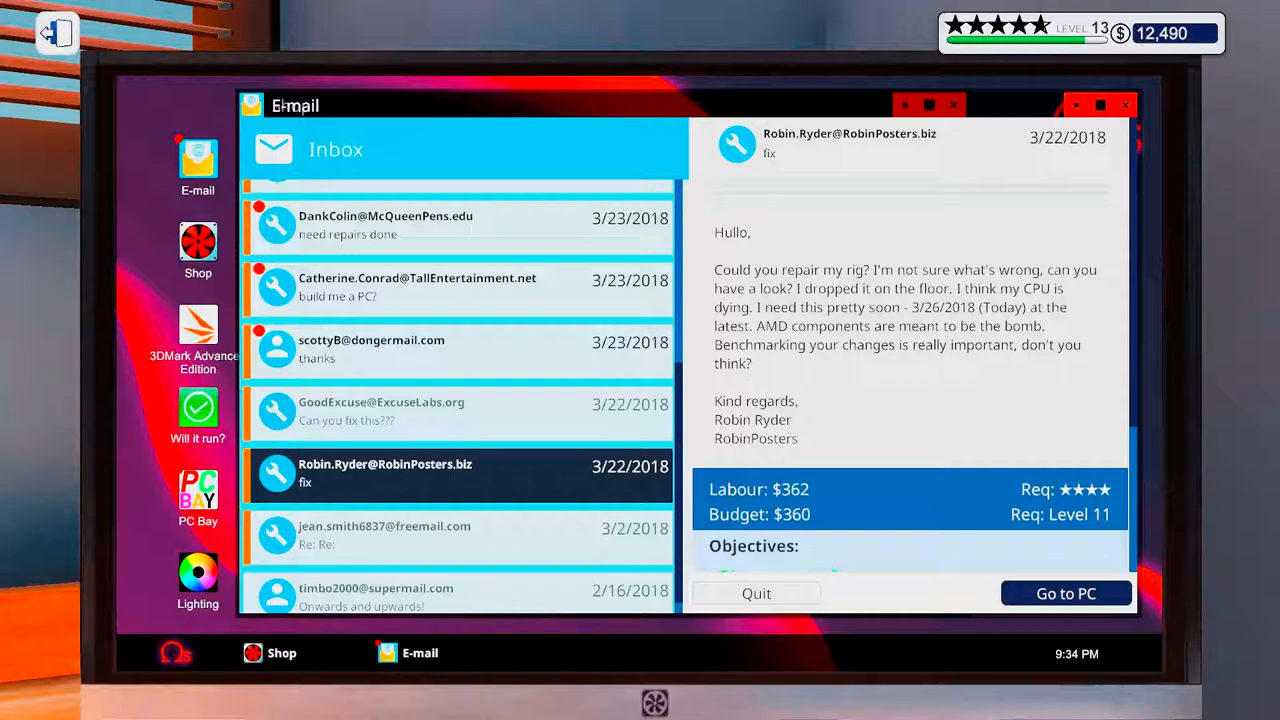 LEVEL 13
$ 12,490
E-mail
Inbox
DankColin@McQueenPens.edu
need repairs done
3/23/2018
Catherine.Conrad@TallEntertainment.net
build me a PC?
3/23/2018
scottyB@dongermail.com
thanks
3/23/2018
GoodExcuse@ExcuseLabs.org
Can you fix this???
3/22/2018
Robin.Ryder@RobinPosters.biz
fix
3/22/2018
jean.smith6837@freemail.com
Re: Re:
3/2/2018
timbo2000@supermail.com
Onwards and upwards!
2/16/2018
Robin.Ryder@RobinPosters.biz
fix
3/22/2018
Hullo,
Could you repair my rig? I'm not sure what's wrong, can you
have a look? I dropped it on the floor. I think my CPU is
dying. I need this pretty soon - 3/26/2018 (Today) at the
latest. AMD components are meant to be the bomb.
Benchmarking your changes is really important, don't you
think?
Kind regards,
Robin Ryder
RobinPosters
Labour: $362
Req: ★★★★
Budget: $360
Req: Level 11
Objectives:
Quit
Go to PC
E-mail
Shop
3DMark Advance
Edition
Will it run?
PC
BAY
PC Bay
Lighting
Ωs
Shop
E-mail
9:34 PM